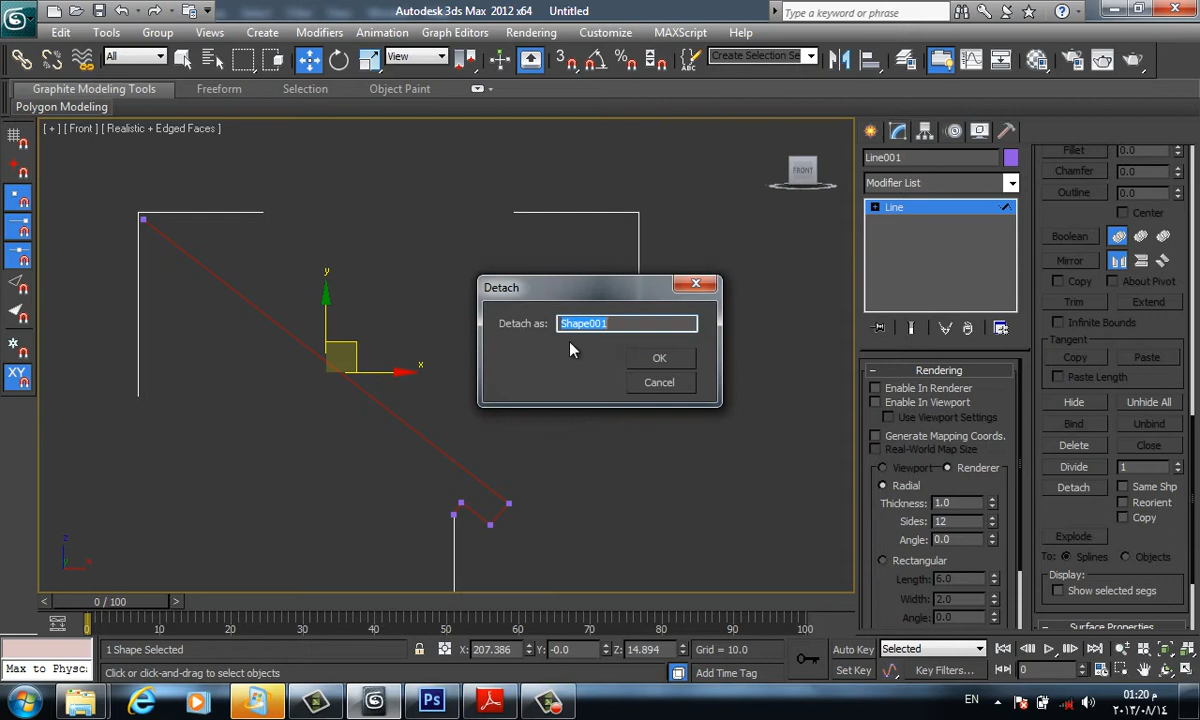 Autodesk 3ds Max 2012 x64    Untitled
Type a keyword or phrase
Edit Tools Group Views Create Modifiers Animation Graph Editors Rendering Customize MAXScript Help
All
View
3
Create Selection Se
Graphite Modeling Tools Freeform Selection Object Paint
Polygon Modeling
[ + ] [ Front ] [ Realistic + Edged Faces ]
FRONT
Line001
Modifier List
Line
Fillet 0.0
Chamfer 0.0
Outline 0.0
Center
Boolean
Mirror
Copy About Pivot
Trim Extend
Infinite Bounds
Tangent
Copy Paste
Paste Length
Hide Unhide All
Bind Unbind
Delete Close
Divide 1
Detach Same Shp
Reorient
Copy
Explode
To: Splines Objects
Display:
Show selected segs
Surface Properties
Rendering
Enable In Renderer
Enable In Viewport
Use Viewport Settings
Generate Mapping Coords.
Real-World Map Size
Viewport Renderer
Radial
Thickness: 1.0
Sides: 12
Angle: 0.0
Rectangular
Length: 6.0
Width: 2.0
Angle: 0.0
Detach
Detach as: Shape001
OK
Cancel
y
x
z
x
XY
< 0 / 100 >
0 10 20 30 40 50 60 70 80 90 100
1 Shape Selected
X: 207.386 Y: -0.0 Z: 14.894 Grid = 10.0
Auto Key Selected
Max to Physc
Click or click-and-drag to select objects
Add Time Tag
Set Key Key Filters... 0
Ps
EN
01:20 م
٢٠١٣/٠٨/١٤